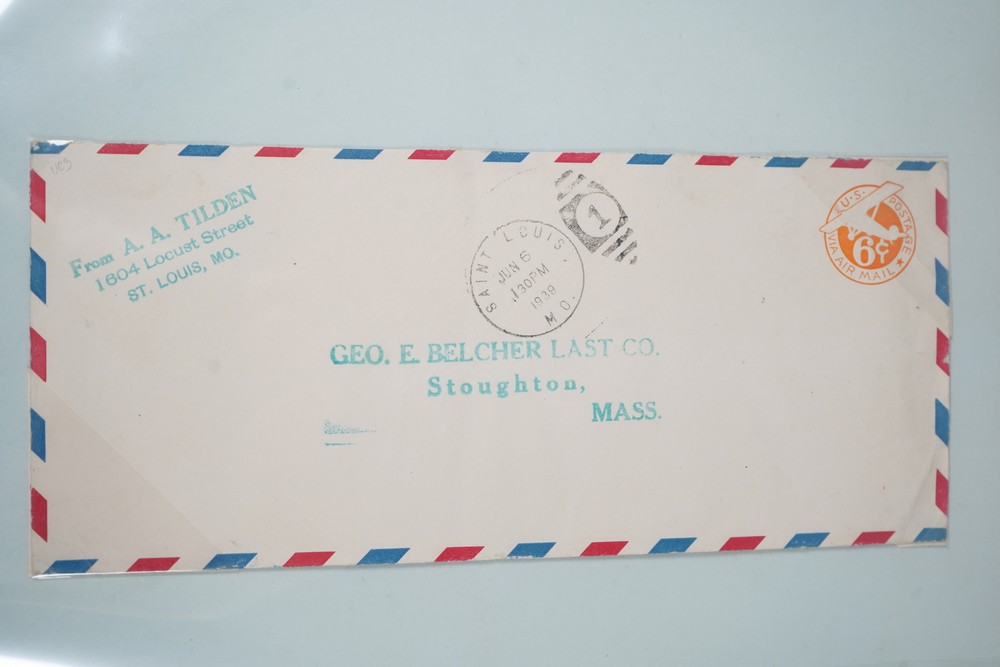 UC5
From A. A. TILDEN
1604 Locust Street
ST. LOUIS, MO.
SAINT LOUIS, MO.
JUN 6
130PM
1939
1
U.S. POSTAGE
6¢
VIA AIR MAIL
GEO. E. BELCHER LAST CO.
Stoughton,
MASS.